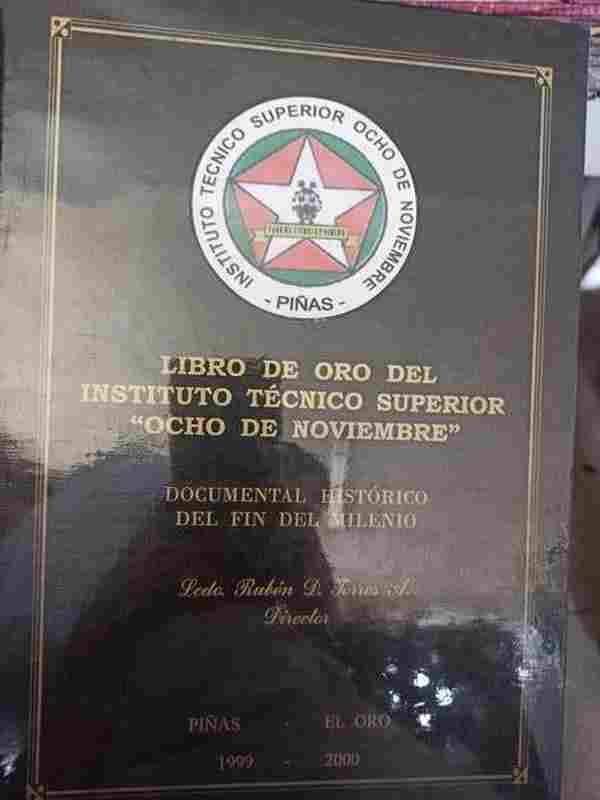 INSTITUTO TECNICO SUPERIOR OCHO DE NOVIEMBRE
- PIÑAS -
LIBRO DE ORO DEL
INSTITUTO TÉCNICO SUPERIOR
“OCHO DE NOVIEMBRE”
DOCUMENTAL HISTÓRICO
DEL FIN DEL MILENIO
Lcdo. Rubén D. Torres A.
Director
PIÑAS - EL ORO
1999 - 2000